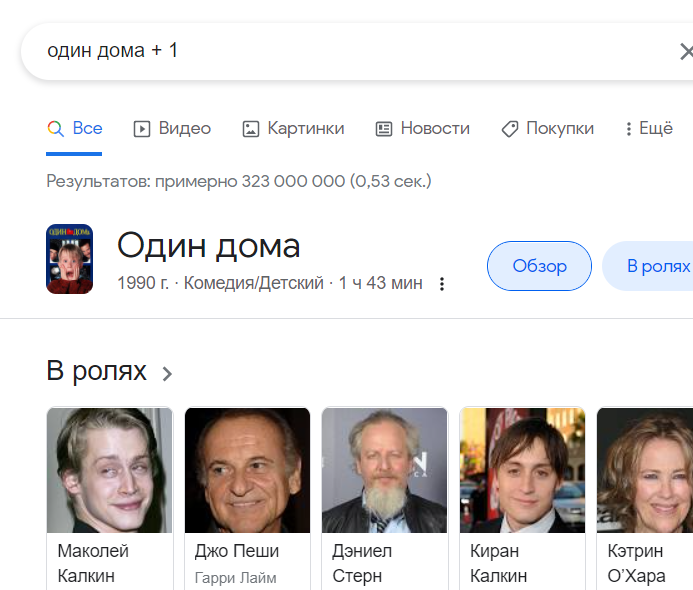 один дома + 1
Все Видео Картинки Новости Покупки Ещё
Результатов: примерно 323 000 000 (0,53 сек.)
ОДИН ДОМА
Один дома
1990 г. · Комедия/Детский · 1 ч 43 мин
Обзор В ролях
В ролях
Маколей Калкин
Джо Пеши
Гарри Лайм
Дэниел Стерн
Киран Калкин
Кэтрин О'Хара